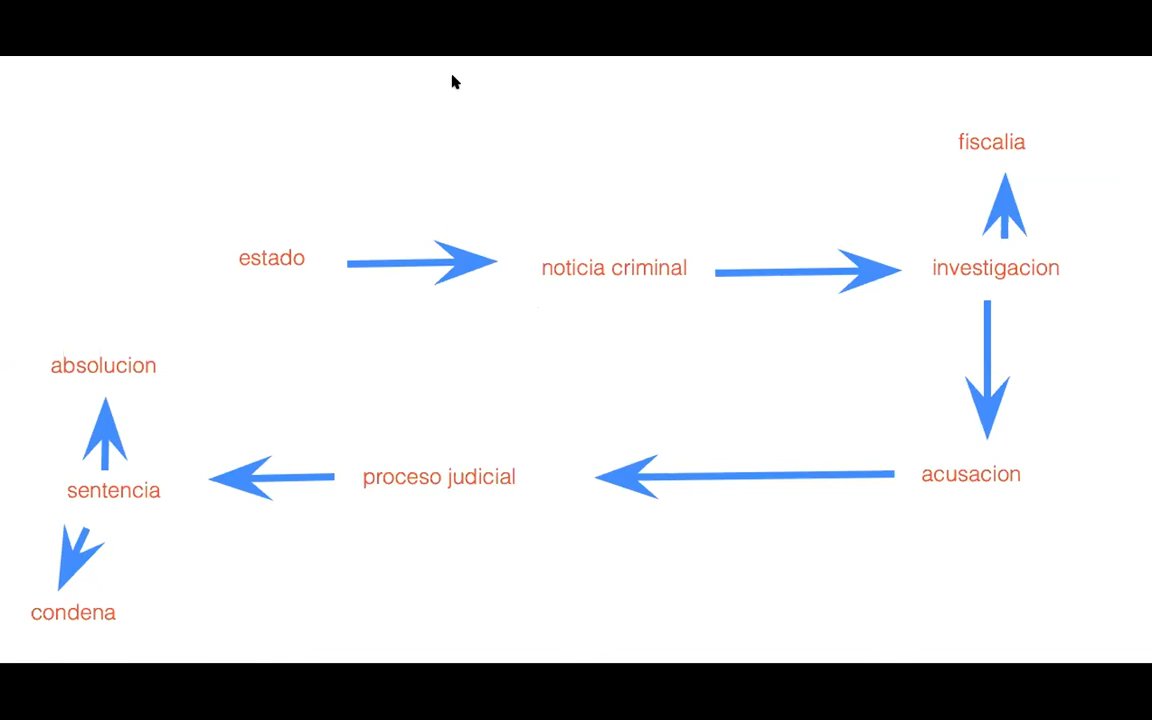 fiscalia
estado
noticia criminal
investigacion
absolucion
acusacion
proceso judicial
sentencia
condena